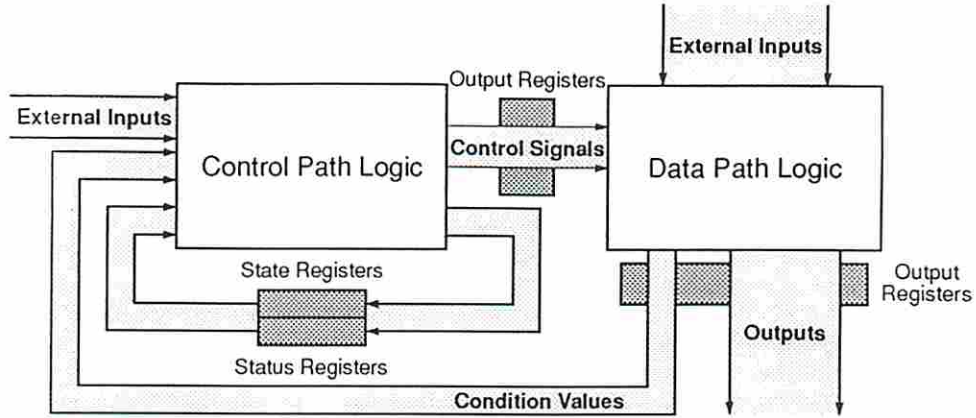 External Inputs
Output Registers
External Inputs
Control Signals
Control Path Logic
Data Path Logic
State Registers
Output
Registers
Outputs
Status Registers
Condition Values